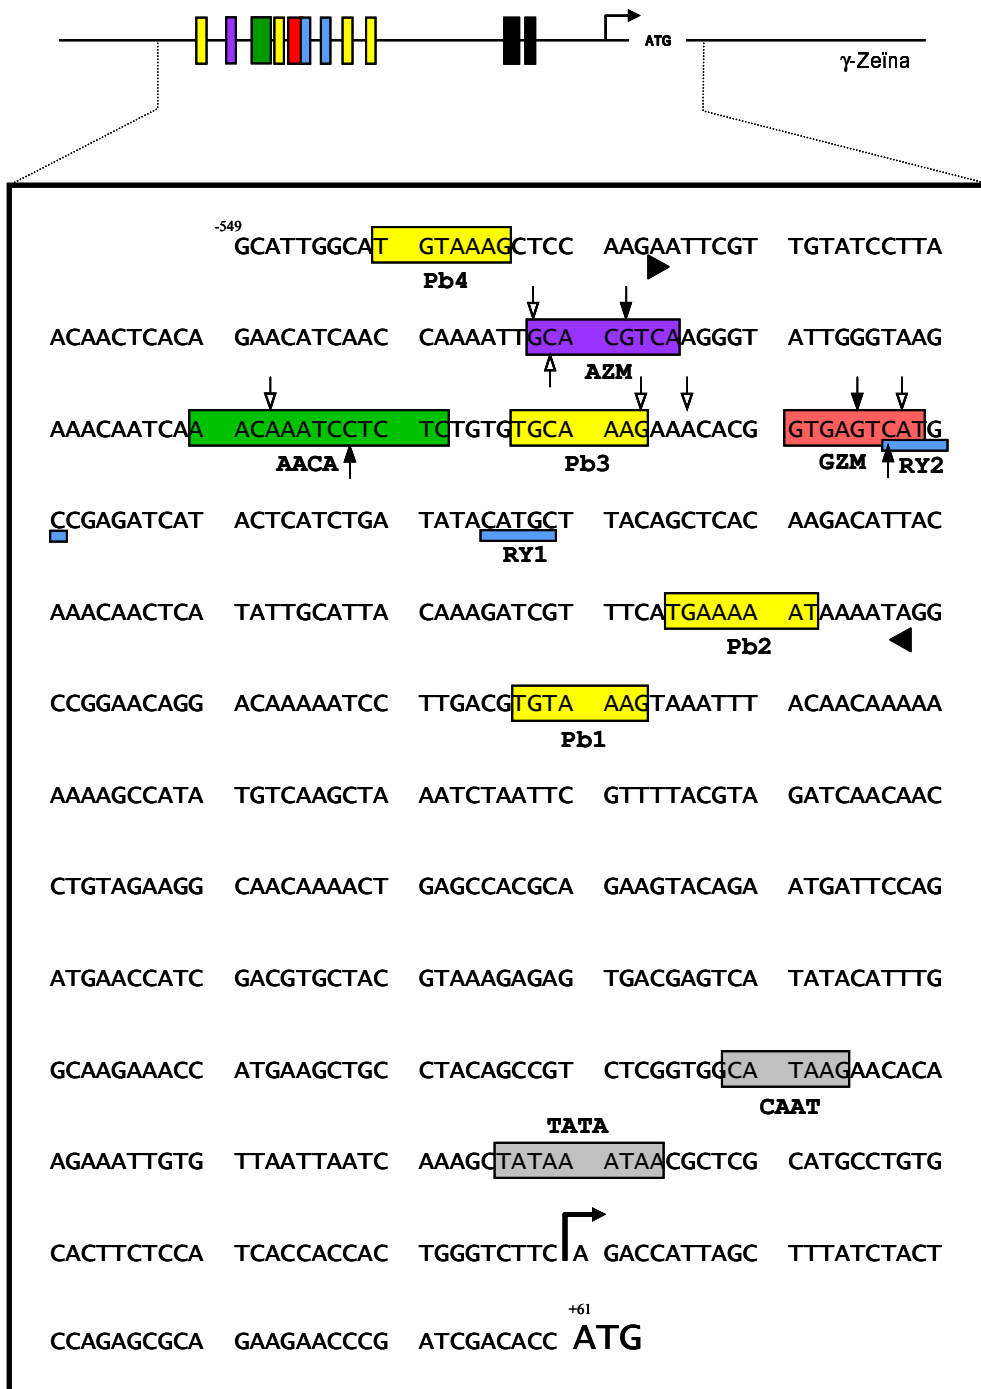 ATG
γ-Zeïna
-549
GCATTGGCAT GTAAAGCTCC AAGAATTCGT TGTATCCTTA
Pb4
ACAACTCACA GAACATCAAC CAAAATTGCA CGTCAAGGGT ATTGGGTAAG
AZM
AAACAATCAA ACAAATCCTC TCTGTGTGCA AAGAAACACG GTGAGTCATG
AACA Pb3 GZM RY2
CCGAGATCAT ACTCATCTGA TATACATGCT TACAGCTCAC AAGACATTAC
RY1
AAACAACTCA TATTGCATTA CAAAGATCGT TTCATGAAAA ATAAAATAGG
Pb2
CCGGAACAGG ACAAAAATCC TTGACGTGTA AAGTAAATTT ACAACAAAAA
Pb1
AAAAGCCATA TGTCAAGCTA AATCTAATTC GTTTTACGTA GATCAACAAC
CTGTAGAAGG CAACAAAACT GAGCCACGCA GAAGTACAGA ATGATTCCAG
ATGAACCATC GACGTGCTAC GTAAAGAGAG TGACGAGTCA TATACATTTG
GCAAGAAACC ATGAAGCTGC CTACAGCCGT CTCGGTGGCA TAAGAACACA
CAAT
TATA
AGAAATTGTG TTAATTAATC AAAGCTATAA ATAACGCTCG CATGCCTGTG
CACTTCTCCA TCACCACCAC TGGGTCTTC A GACCATTAGC TTTATCTACT
+61
CCAGAGCGCA GAAGAACCCG ATCGACACC ATG